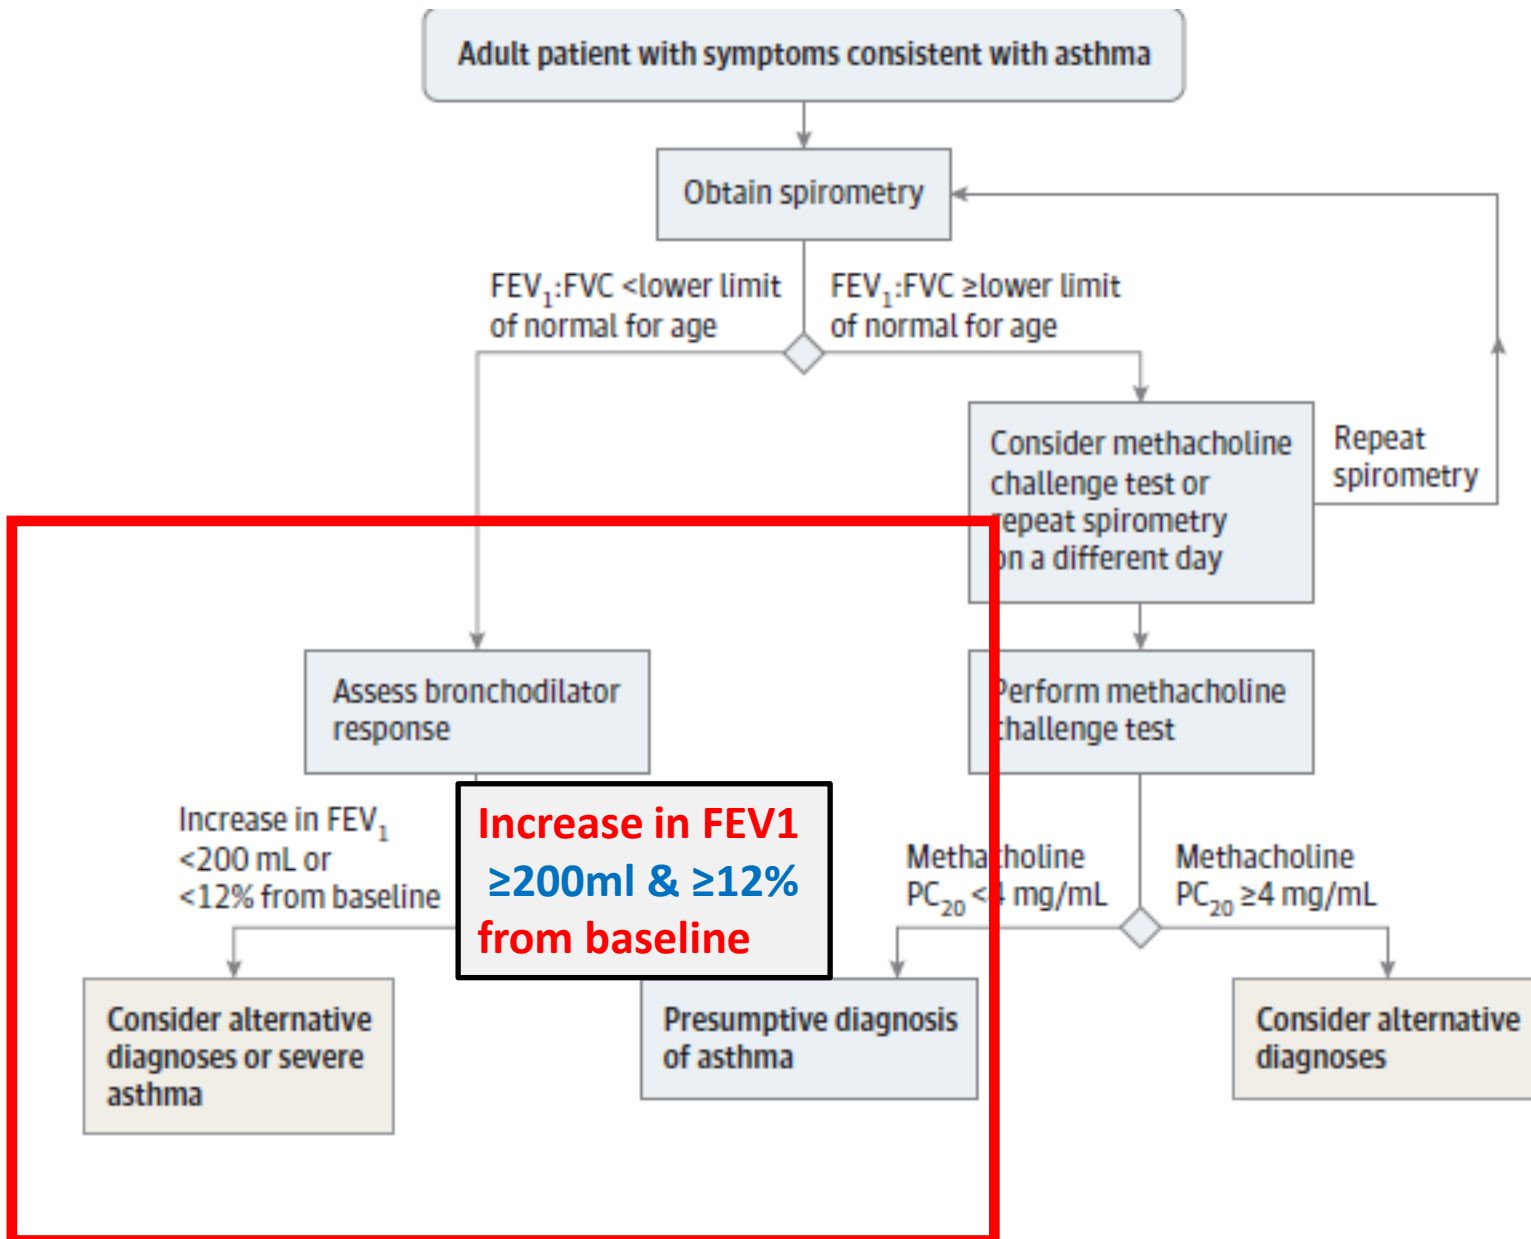 Adult patient with symptoms consistent with asthma
Obtain spirometry
FEV₁:FVC <lower limit
of normal for age
FEV₁:FVC ≥lower limit
of normal for age
Consider methacholine
challenge test or
repeat spirometry
on a different day
Repeat
spirometry
Assess bronchodilator
response
Perform methacholine
challenge test
Increase in FEV₁
<200 mL or
<12% from baseline
Increase in FEV1
≥200ml & ≥12%
from baseline
Methacholine
PC₂₀ <4 mg/mL
Methacholine
PC₂₀ ≥4 mg/mL
Consider alternative
diagnoses or severe
asthma
Presumptive diagnosis
of asthma
Consider alternative
diagnoses